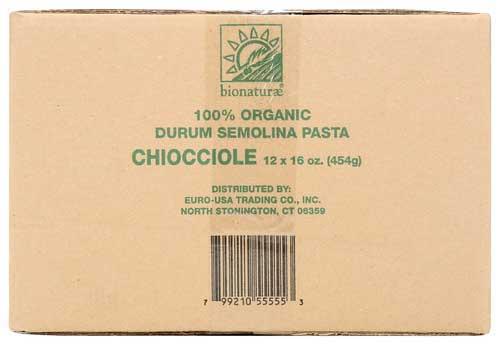 bionaturæ®
100% ORGANIC
DURUM SEMOLINA PASTA
CHIOCCIOLE 12 x 16 oz. (454g)
DISTRIBUTED BY:
EURO-USA TRADING CO., INC.
NORTH STONINGTON, CT 06359
7 99210 55555 3